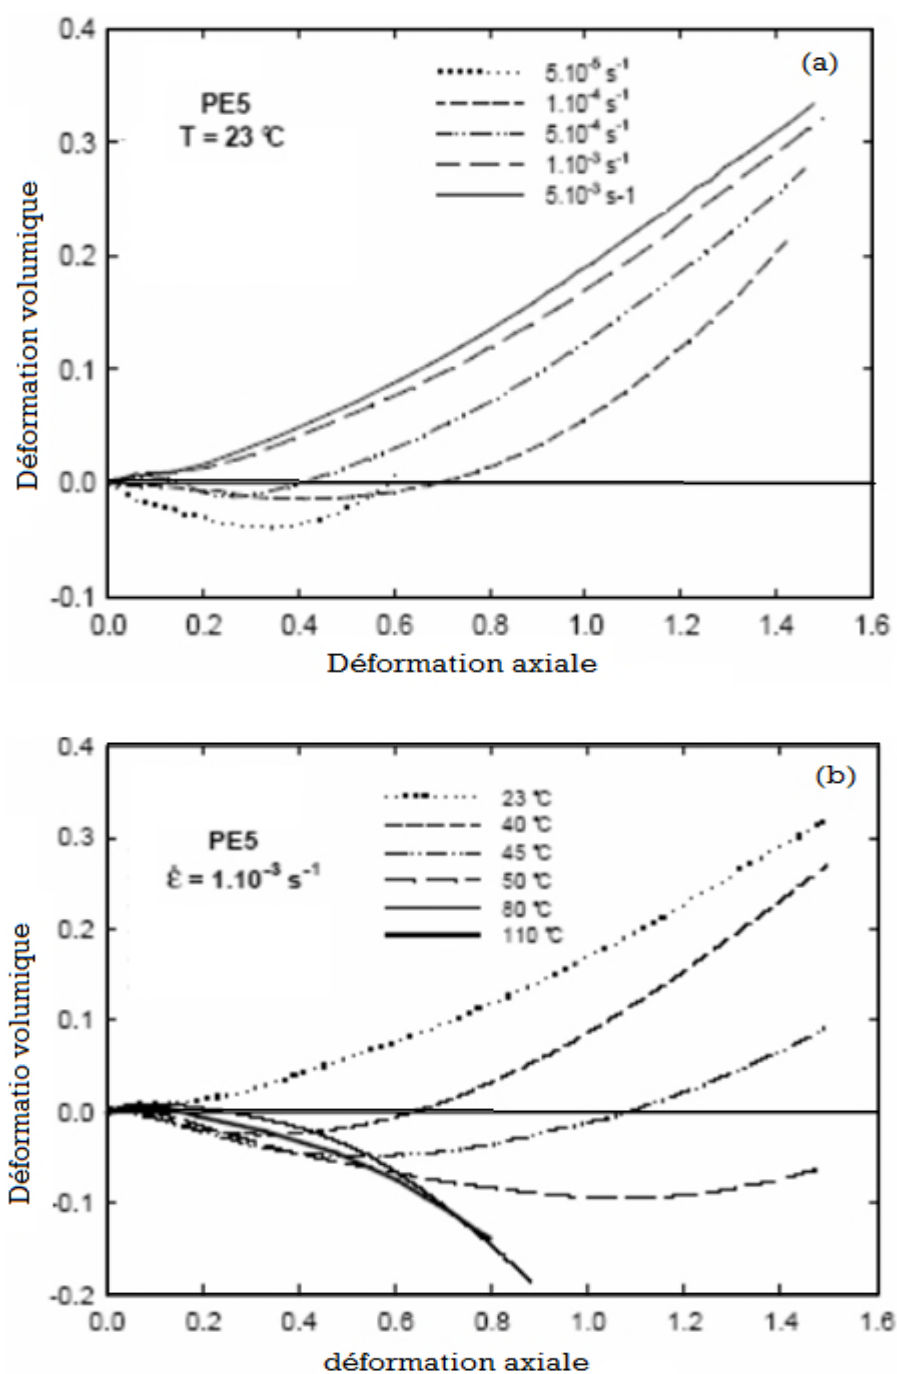 0.4
(a)
PE5
T = 23 °C
5.10⁻⁵ s⁻¹
1.10⁻⁴ s⁻¹
5.10⁻⁴ s⁻¹
1.10⁻³ s⁻¹
5.10⁻³ s-1
0.3
0.2
0.1
0.0
-0.1
Déformation volumique
0.0 0.2 0.4 0.6 0.8 1.0 1.2 1.4 1.6
Déformation axiale
0.4
(b)
PE5
ε̇ = 1.10⁻³ s⁻¹
23 °C
40 °C
45 °C
50 °C
80 °C
110 °C
0.3
0.2
0.1
0.0
-0.1
-0.2
Déformatio volumique
0.0 0.2 0.4 0.6 0.8 1.0 1.2 1.4 1.6
déformation axiale